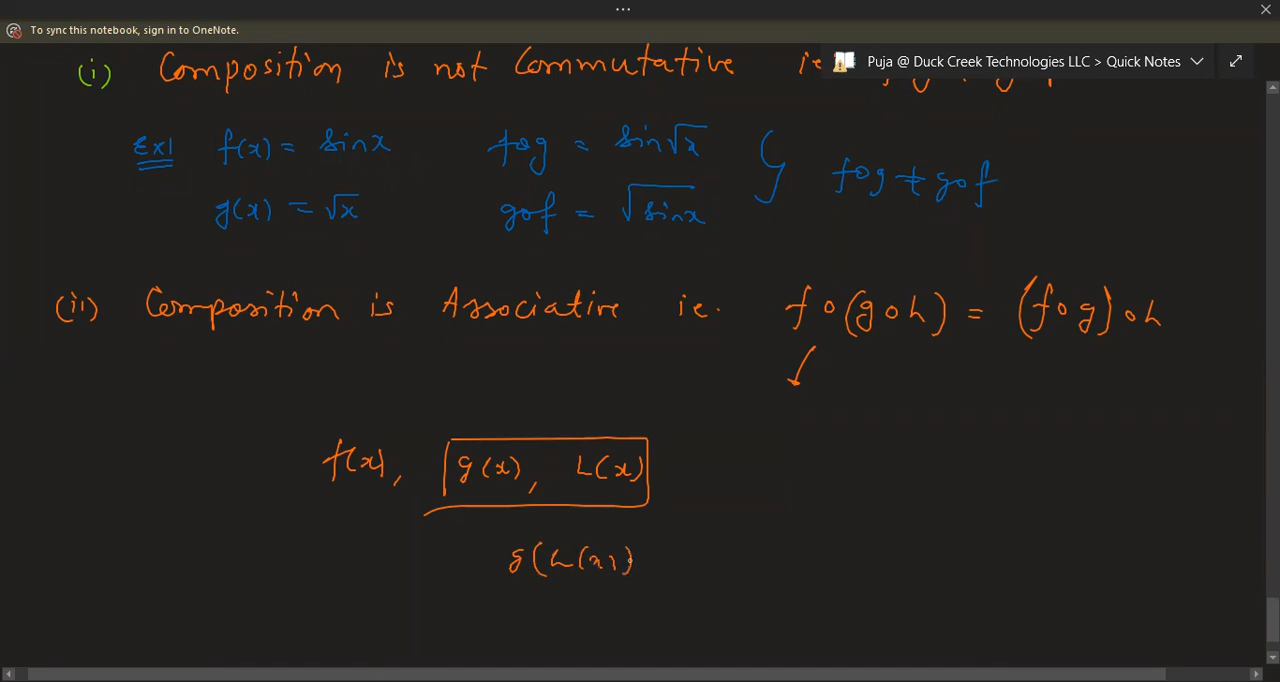 ...
To sync this notebook, sign in to OneNote.
Puja @ Duck Creek Technologies LLC > Quick Notes
(i) Composition is not Commutative ie
Ex1 f(x) = sinx fog = sin√x } fog ≠ gof
g(x) = √x gof = √sinx
(ii) Composition is Associative ie. fo(goh) = (fog)oh
f(x), g(x), h(x)
g(h(x))